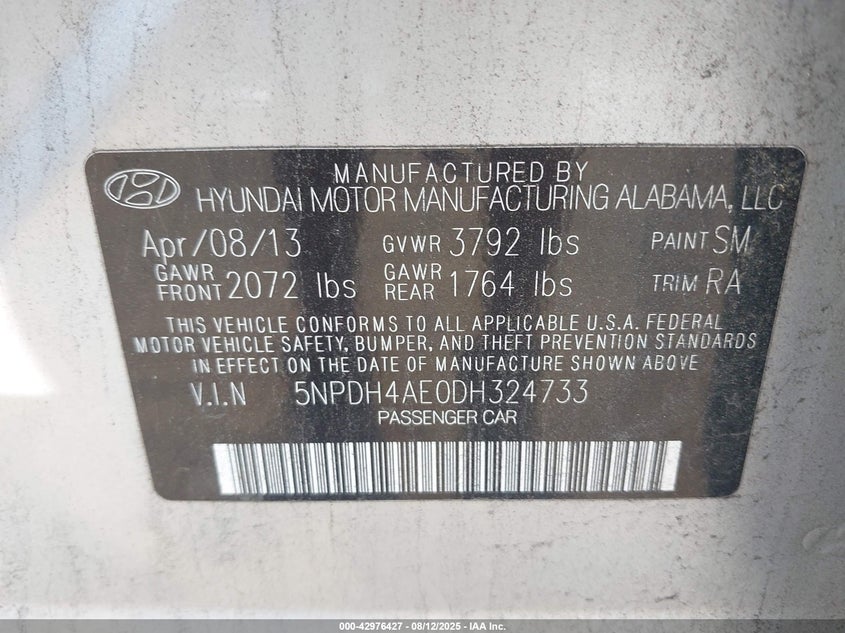 MANUFACTURED BY
HYUNDAI MOTOR MANUFACTURING ALABAMA, LLC
Apr/08/13 GVWR 3792 lbs PAINT SM
GAWR FRONT 2072 lbs GAWR REAR 1764 lbs TRIM RA
THIS VEHICLE CONFORMS TO ALL APPLICABLE U.S.A. FEDERAL
MOTOR VEHICLE SAFETY, BUMPER, AND THEFT PREVENTION STANDARDS
IN EFFECT ON THE DATE OF MANUFACTURE SHOWN ABOVE
V.I.N 5NPDH4AE0DH324733
PASSENGER CAR
000-42976427 - 08/12/2025 - IAA Inc.